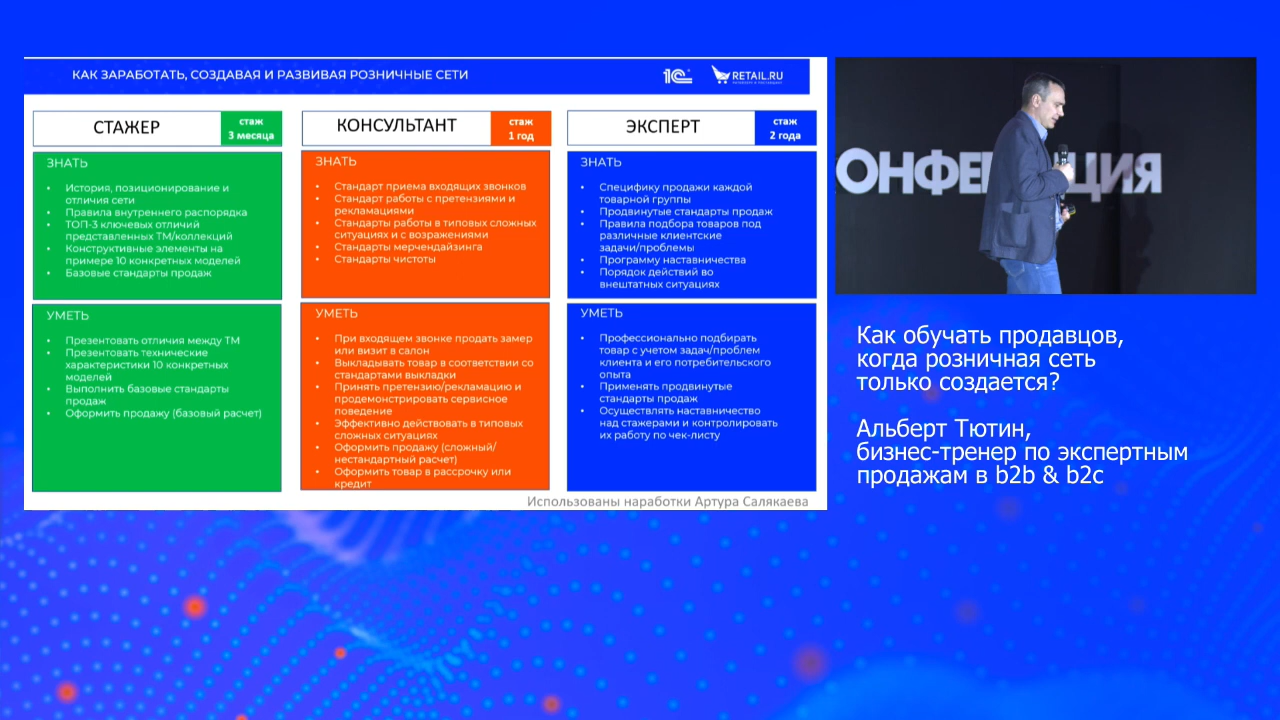 КАК ЗАРАБОТАТЬ, СОЗДАВАЯ И РАЗВИВАЯ РОЗНИЧНЫЕ СЕТИ
1С
RETAIL.RU
СТАЖЕР
стаж
3 месяца
ЗНАТЬ
• История, позиционирование и
отличия сети
• Правила внутреннего распорядка
• ТОП-3 ключевых отличий
представленных ТМ/коллекций
• Конструктивные элементы на
примере 10 конкретных моделей
• Базовые стандарты продаж
УМЕТЬ
• Презентовать отличия между ТМ
• Презентовать технические
характеристики 10 конкретных
моделей
• Выполнить базовые стандарты
продаж
• Оформить продажу (базовый расчет)
КОНСУЛЬТАНТ
стаж
1 год
ЗНАТЬ
• Стандарт приема входящих звонков
• Стандарт работы с претензиями и
рекламациями
• Стандарты работы в типовых сложных
ситуациях и с возражениями
• Стандарты мерчендайзинга
• Стандарты чистоты
УМЕТЬ
• При входящем звонке продать замер
или визит в салон
• Выкладывать товар в соответствии со
стандартами выкладки
• Принять претензию/рекламацию и
продемонстрировать сервисное
поведение
• Эффективно действовать в типовых
сложных ситуациях
• Оформить продажу (сложный/
нестандартный расчет)
• Оформить товар в рассрочку или
кредит
ЭКСПЕРТ
стаж
2 года
ЗНАТЬ
• Специфику продажи каждой
товарной группы
• Продвинутые стандарты продаж
• Правила подбора товаров под
различные клиентские
задачи/проблемы
• Программу наставничества
• Порядок действий во
внештатных ситуациях
УМЕТЬ
• Профессионально подбирать
товар с учетом задач/проблем
клиента и его потребительского
опыта
• Применять продвинутые
стандарты продаж
• Осуществлять наставничество
над стажерами и контролировать
их работу по чек-листу
Использованы наработки Артура Салякаева
Как обучать продавцов,
когда розничная сеть
только создается?
Альберт Тютин,
бизнес-тренер по экспертным
продажам в b2b & b2c